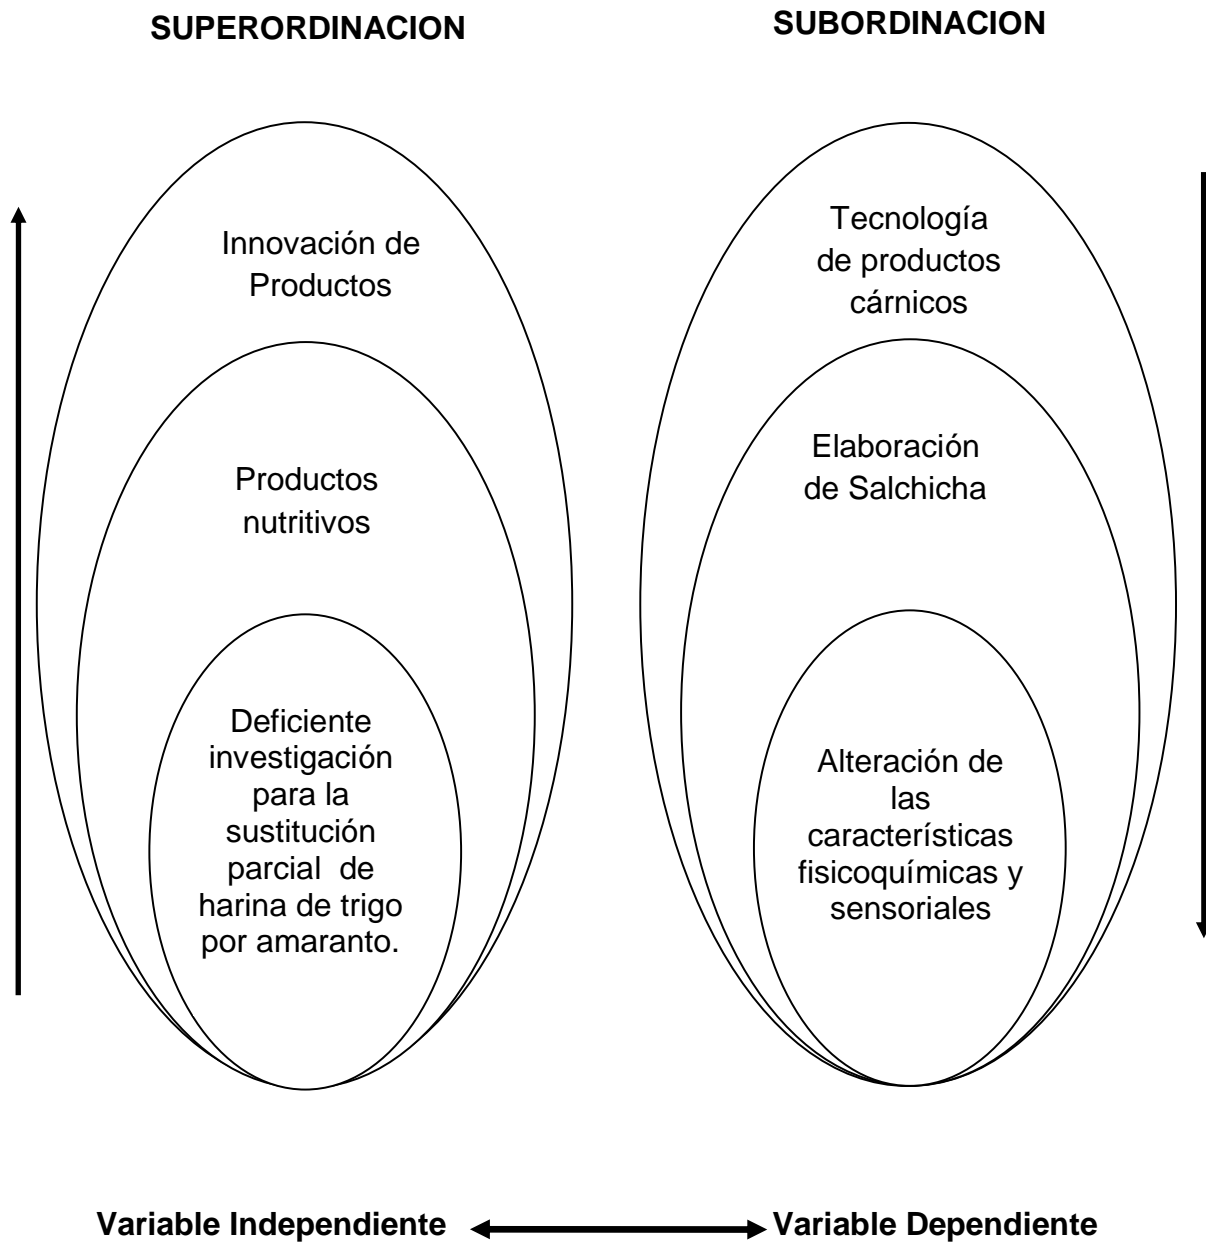 SUPERORDINACION
SUBORDINACION
Innovación de
Productos
Productos
nutritivos
Deficiente
investigación
para la
sustitución
parcial  de
harina de trigo
por amaranto.
Tecnología
de productos
cárnicos
Elaboración
de Salchicha
Alteración de
las
características
fisicoquímicas y
sensoriales
Variable Independiente
Variable Dependiente